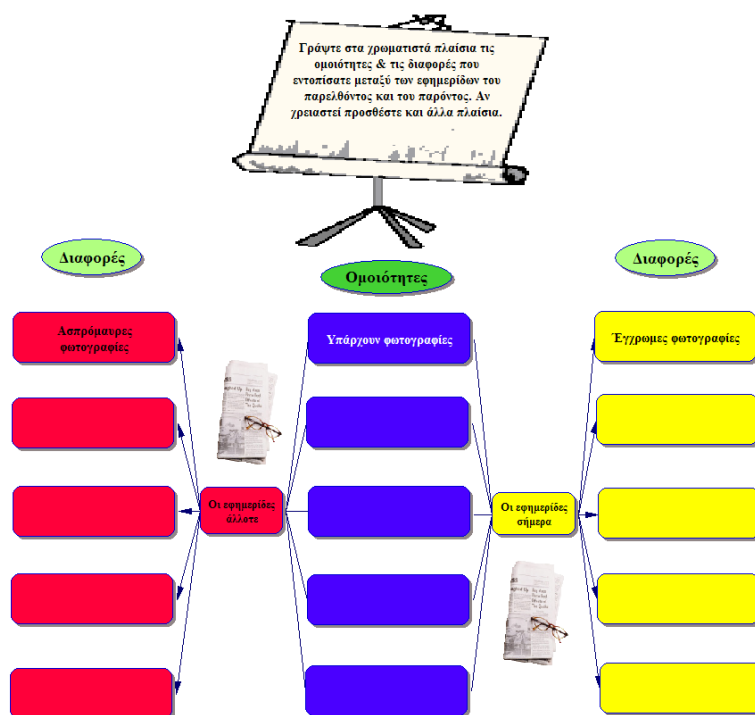 Γράψτε στα χρωματιστά πλαίσια τις
ομοιότητες & τις διαφορές που
εντοπίσατε μεταξύ των εφημερίδων του
παρελθόντος και του παρόντος. Αν
χρειαστεί προσθέστε και άλλα πλαίσια.
Διαφορές
Ομοιότητες
Διαφορές
Ασπρόμαυρες
φωτογραφίες
Υπάρχουν φωτογραφίες
Έγχρωμες φωτογραφίες
Οι εφημερίδες
άλλοτε
Οι εφημερίδες
σήμερα